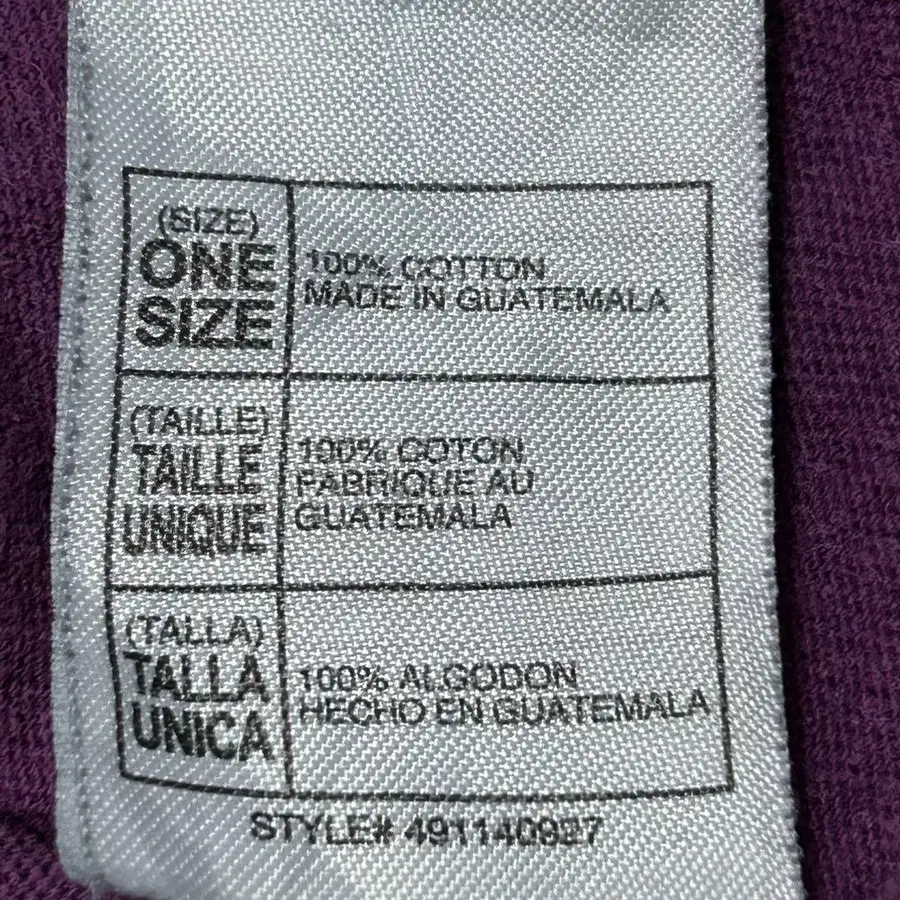 (SIZE)
ONE
SIZE
100% COTTON
MADE IN GUATEMALA
(TAILLE)
TAILLE
UNIQUE
100% COTON
FABRIQUE AU
GUATEMALA
(TALLA)
TALLA
UNICA
100% ALGODON
HECHO EN GUATEMALA
STYLE# 491140927